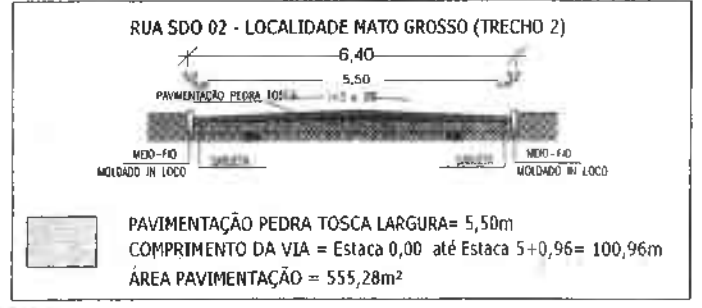 RUA SDO 02 - LOCALIDADE MATO GROSSO (TRECHO 2)
6,40
5,50
PAVIMENTAÇÃO PEDRA TOSCA
MEIO-FIO
MOLDADO IN LOCO
SARJETA
SARJETA
MEIO-FIO
MOLDADO IN LOCO
PAVIMENTAÇÃO PEDRA TOSCA LARGURA= 5,50m
COMPRIMENTO DA VIA = Estaca 0,00 até Estaca 5+0,96= 100,96m
ÁREA PAVIMENTAÇÃO = 555,28m²